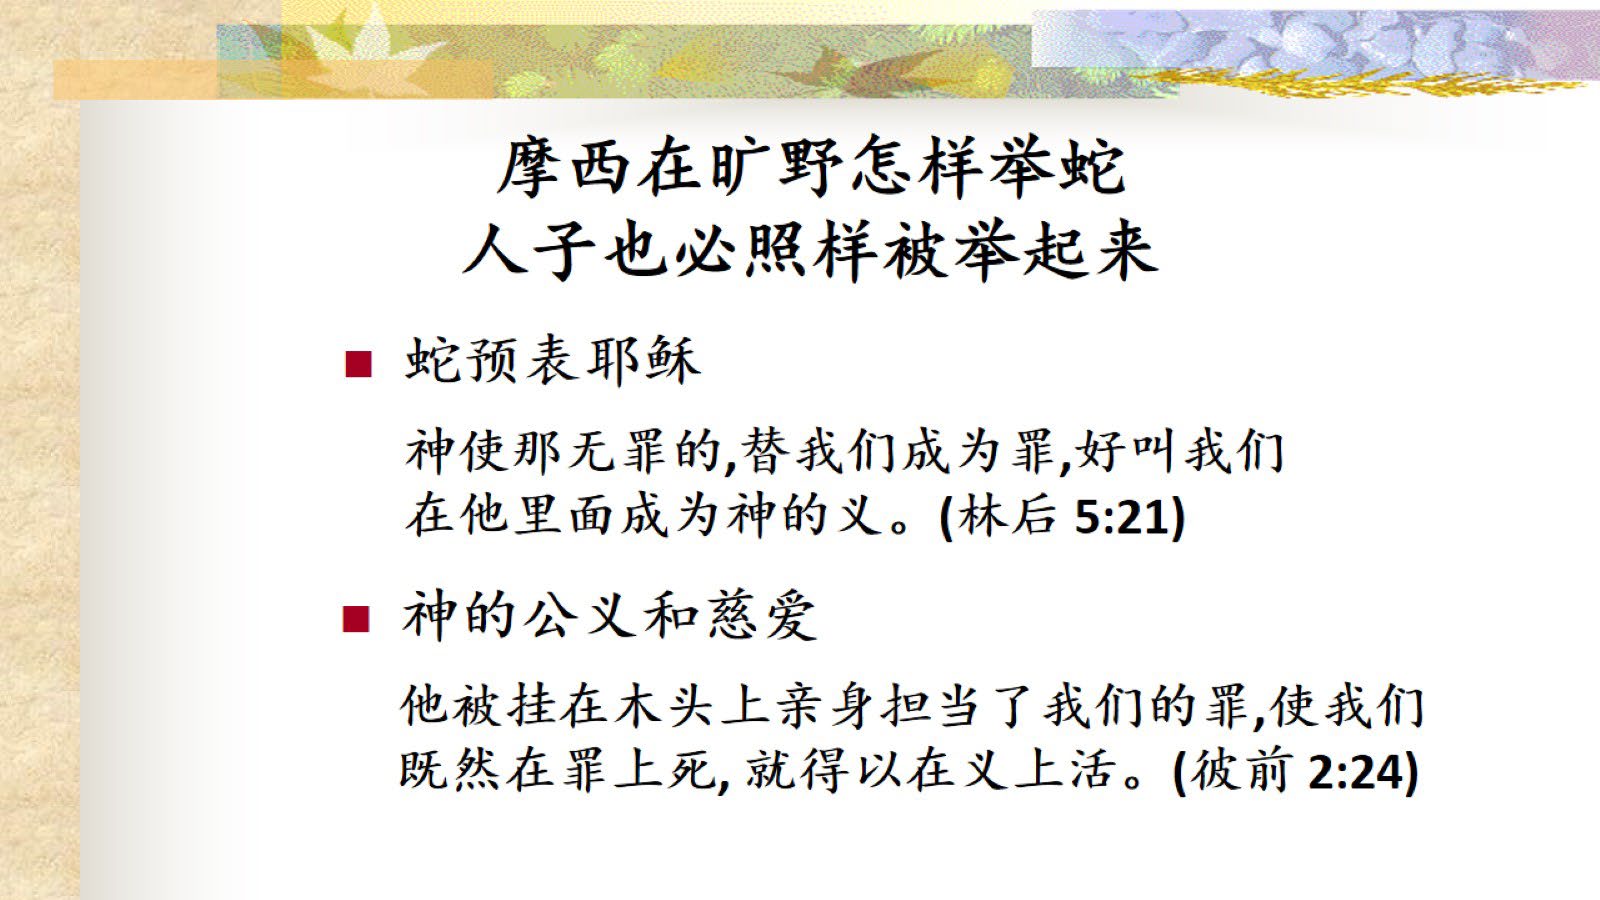 摩西在旷野怎样举蛇
人子也必照样被举起来
蛇预表耶稣
神使那无罪的,替我们成为罪,好叫我们
在他里面成为神的义。(林后 5:21)
神的公义和慈爱
他被挂在木头上亲身担当了我们的罪,使我们
既然在罪上死, 就得以在义上活。(彼前 2:24)